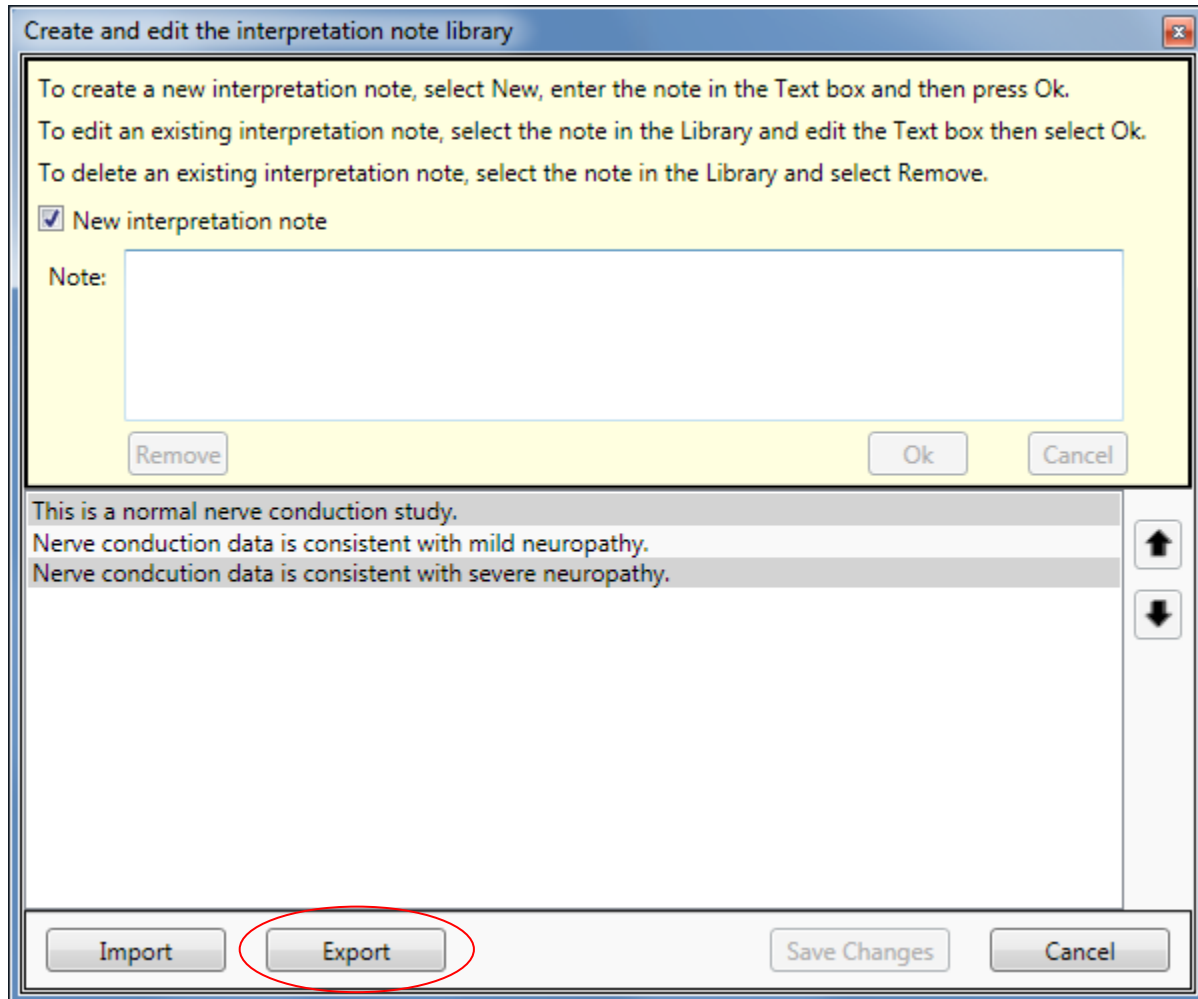 Create and edit the interpretation note library
To create a new interpretation note, select New, enter the note in the Text box and then press Ok.
To edit an existing interpretation note, select the note in the Library and edit the Text box then select Ok.
To delete an existing interpretation note, select the note in the Library and select Remove.
New interpretation note
Note:
Remove Ok Cancel
This is a normal nerve conduction study.
Nerve conduction data is consistent with mild neuropathy.
Nerve condcution data is consistent with severe neuropathy.
Import Export Save Changes Cancel